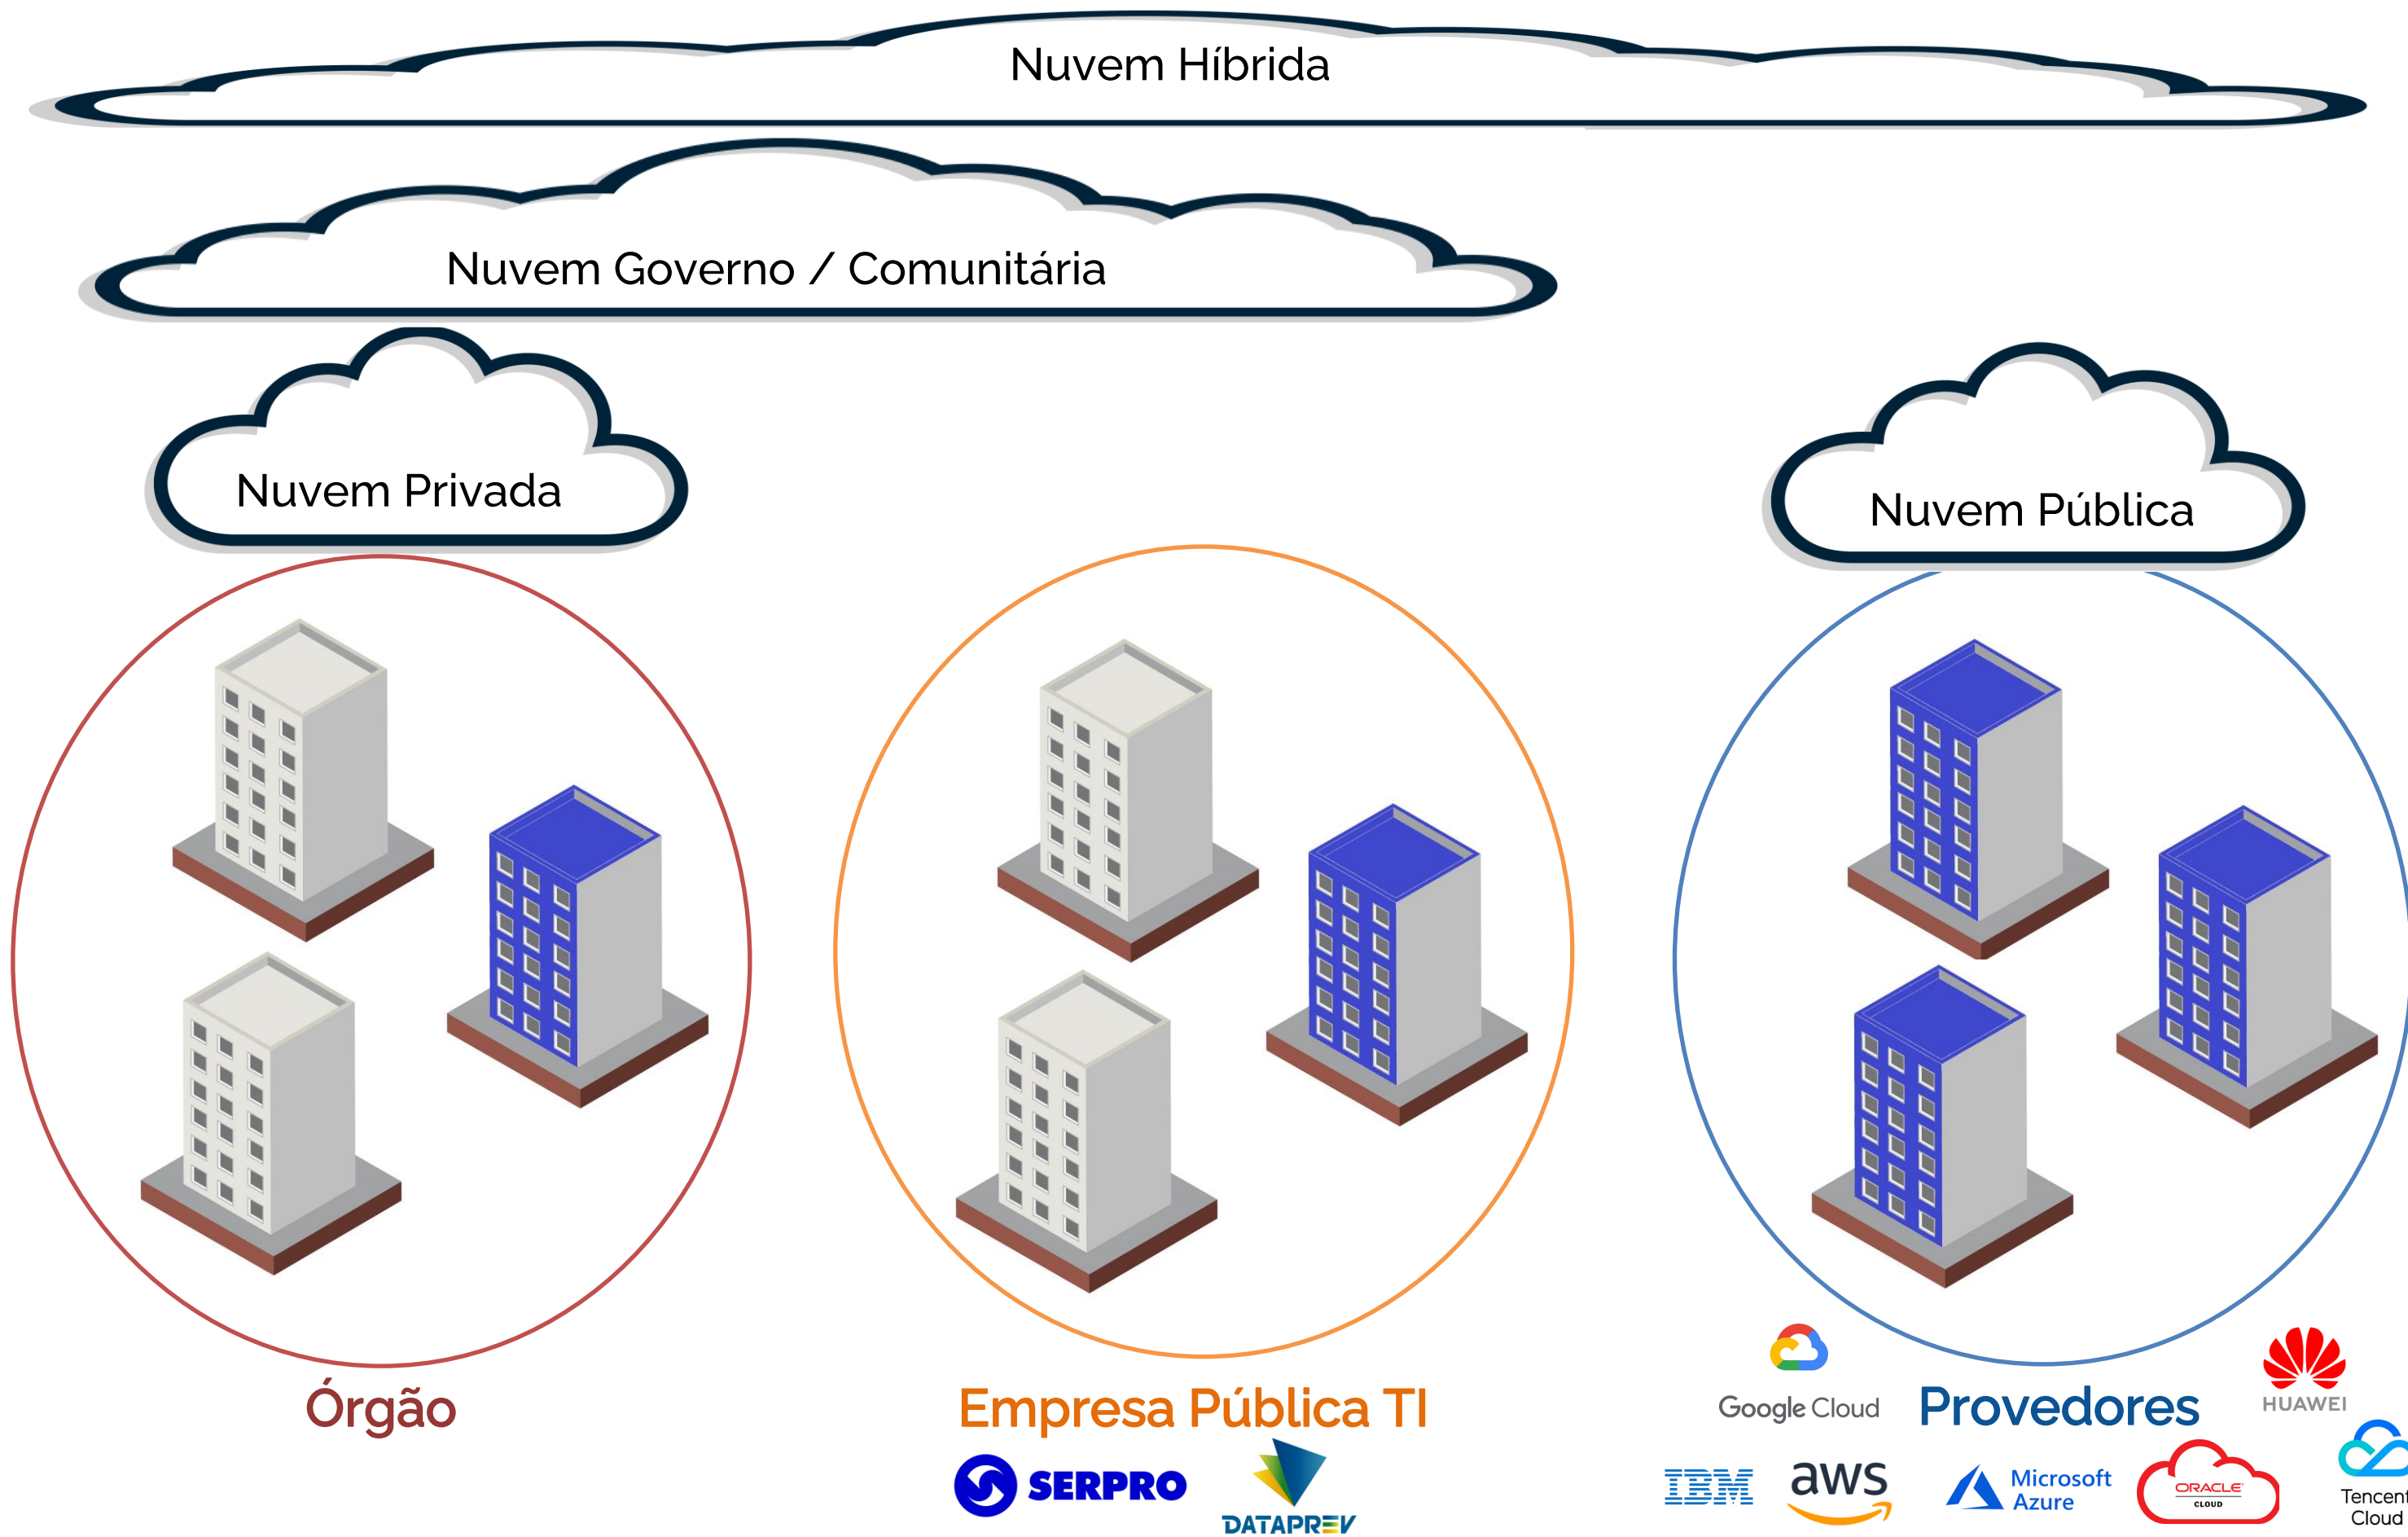 Nuvem Híbrida
Nuvem Governo / Comunitária
Nuvem Privada
Nuvem Pública
Órgão
Empresa Pública TI
SERPRO
DATAPREV
Google Cloud
Provedores
HUAWEI
IBM
aws
Microsoft
Azure
ORACLE
CLOUD
Tencent
Cloud